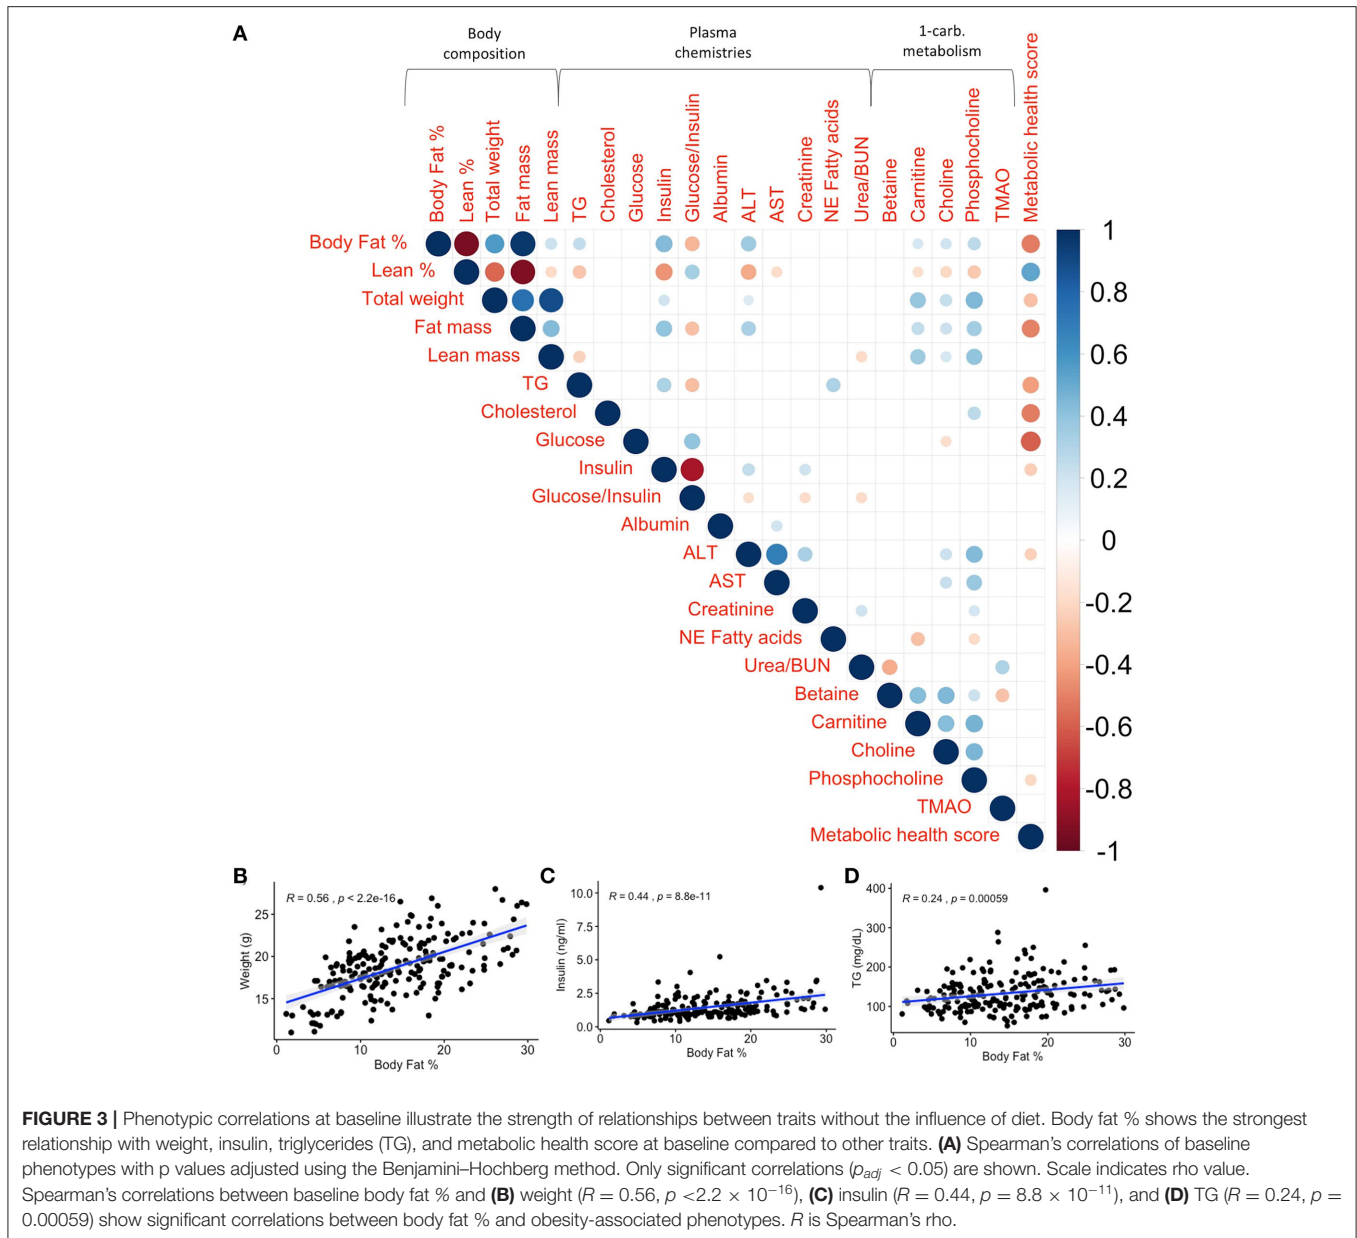 A
Body
composition
Plasma
chemistries
1-carb.
metabolism
Body Fat %
Lean %
Total weight
Fat mass
Lean mass
TG
Cholesterol
Glucose
Insulin
Glucose/Insulin
Albumin
ALT
AST
Creatinine
NE Fatty acids
Urea/BUN
Betaine
Carnitine
Choline
Phosphocholine
TMAO
Metabolic health score
Body Fat %
Lean %
Total weight
Fat mass
Lean mass
TG
Cholesterol
Glucose
Insulin
Glucose/Insulin
Albumin
ALT
AST
Creatinine
NE Fatty acids
Urea/BUN
Betaine
Carnitine
Choline
Phosphocholine
TMAO
Metabolic health score
1
0.8
0.6
0.4
0.2
0
-0.2
-0.4
-0.6
-0.8
-1
B
R = 0.56 , p < 2.2e-16
Weight (g)
25
20
15
0 10 20 30
Body Fat %
C
R = 0.44 , p = 8.8e-11
Insulin (ng/ml)
10.0
7.5
5.0
2.5
0.0
0 10 20 30
Body Fat %
D
R = 0.24 , p = 0.00059
TG (mg/dL)
400
300
200
100
0 10 20 30
Body Fat %
FIGURE 3 | Phenotypic correlations at baseline illustrate the strength of relationships between traits without the influence of diet. Body fat % shows the strongest
relationship with weight, insulin, triglycerides (TG), and metabolic health score at baseline compared to other traits. (A) Spearman's correlations of baseline
phenotypes with p values adjusted using the Benjamini–Hochberg method. Only significant correlations (p_adj < 0.05) are shown. Scale indicates rho value.
Spearman's correlations between baseline body fat % and (B) weight (R = 0.56, p <2.2 × 10⁻¹⁶), (C) insulin (R = 0.44, p = 8.8 × 10⁻¹¹), and (D) TG (R = 0.24, p =
0.00059) show significant correlations between body fat % and obesity-associated phenotypes. R is Spearman's rho.